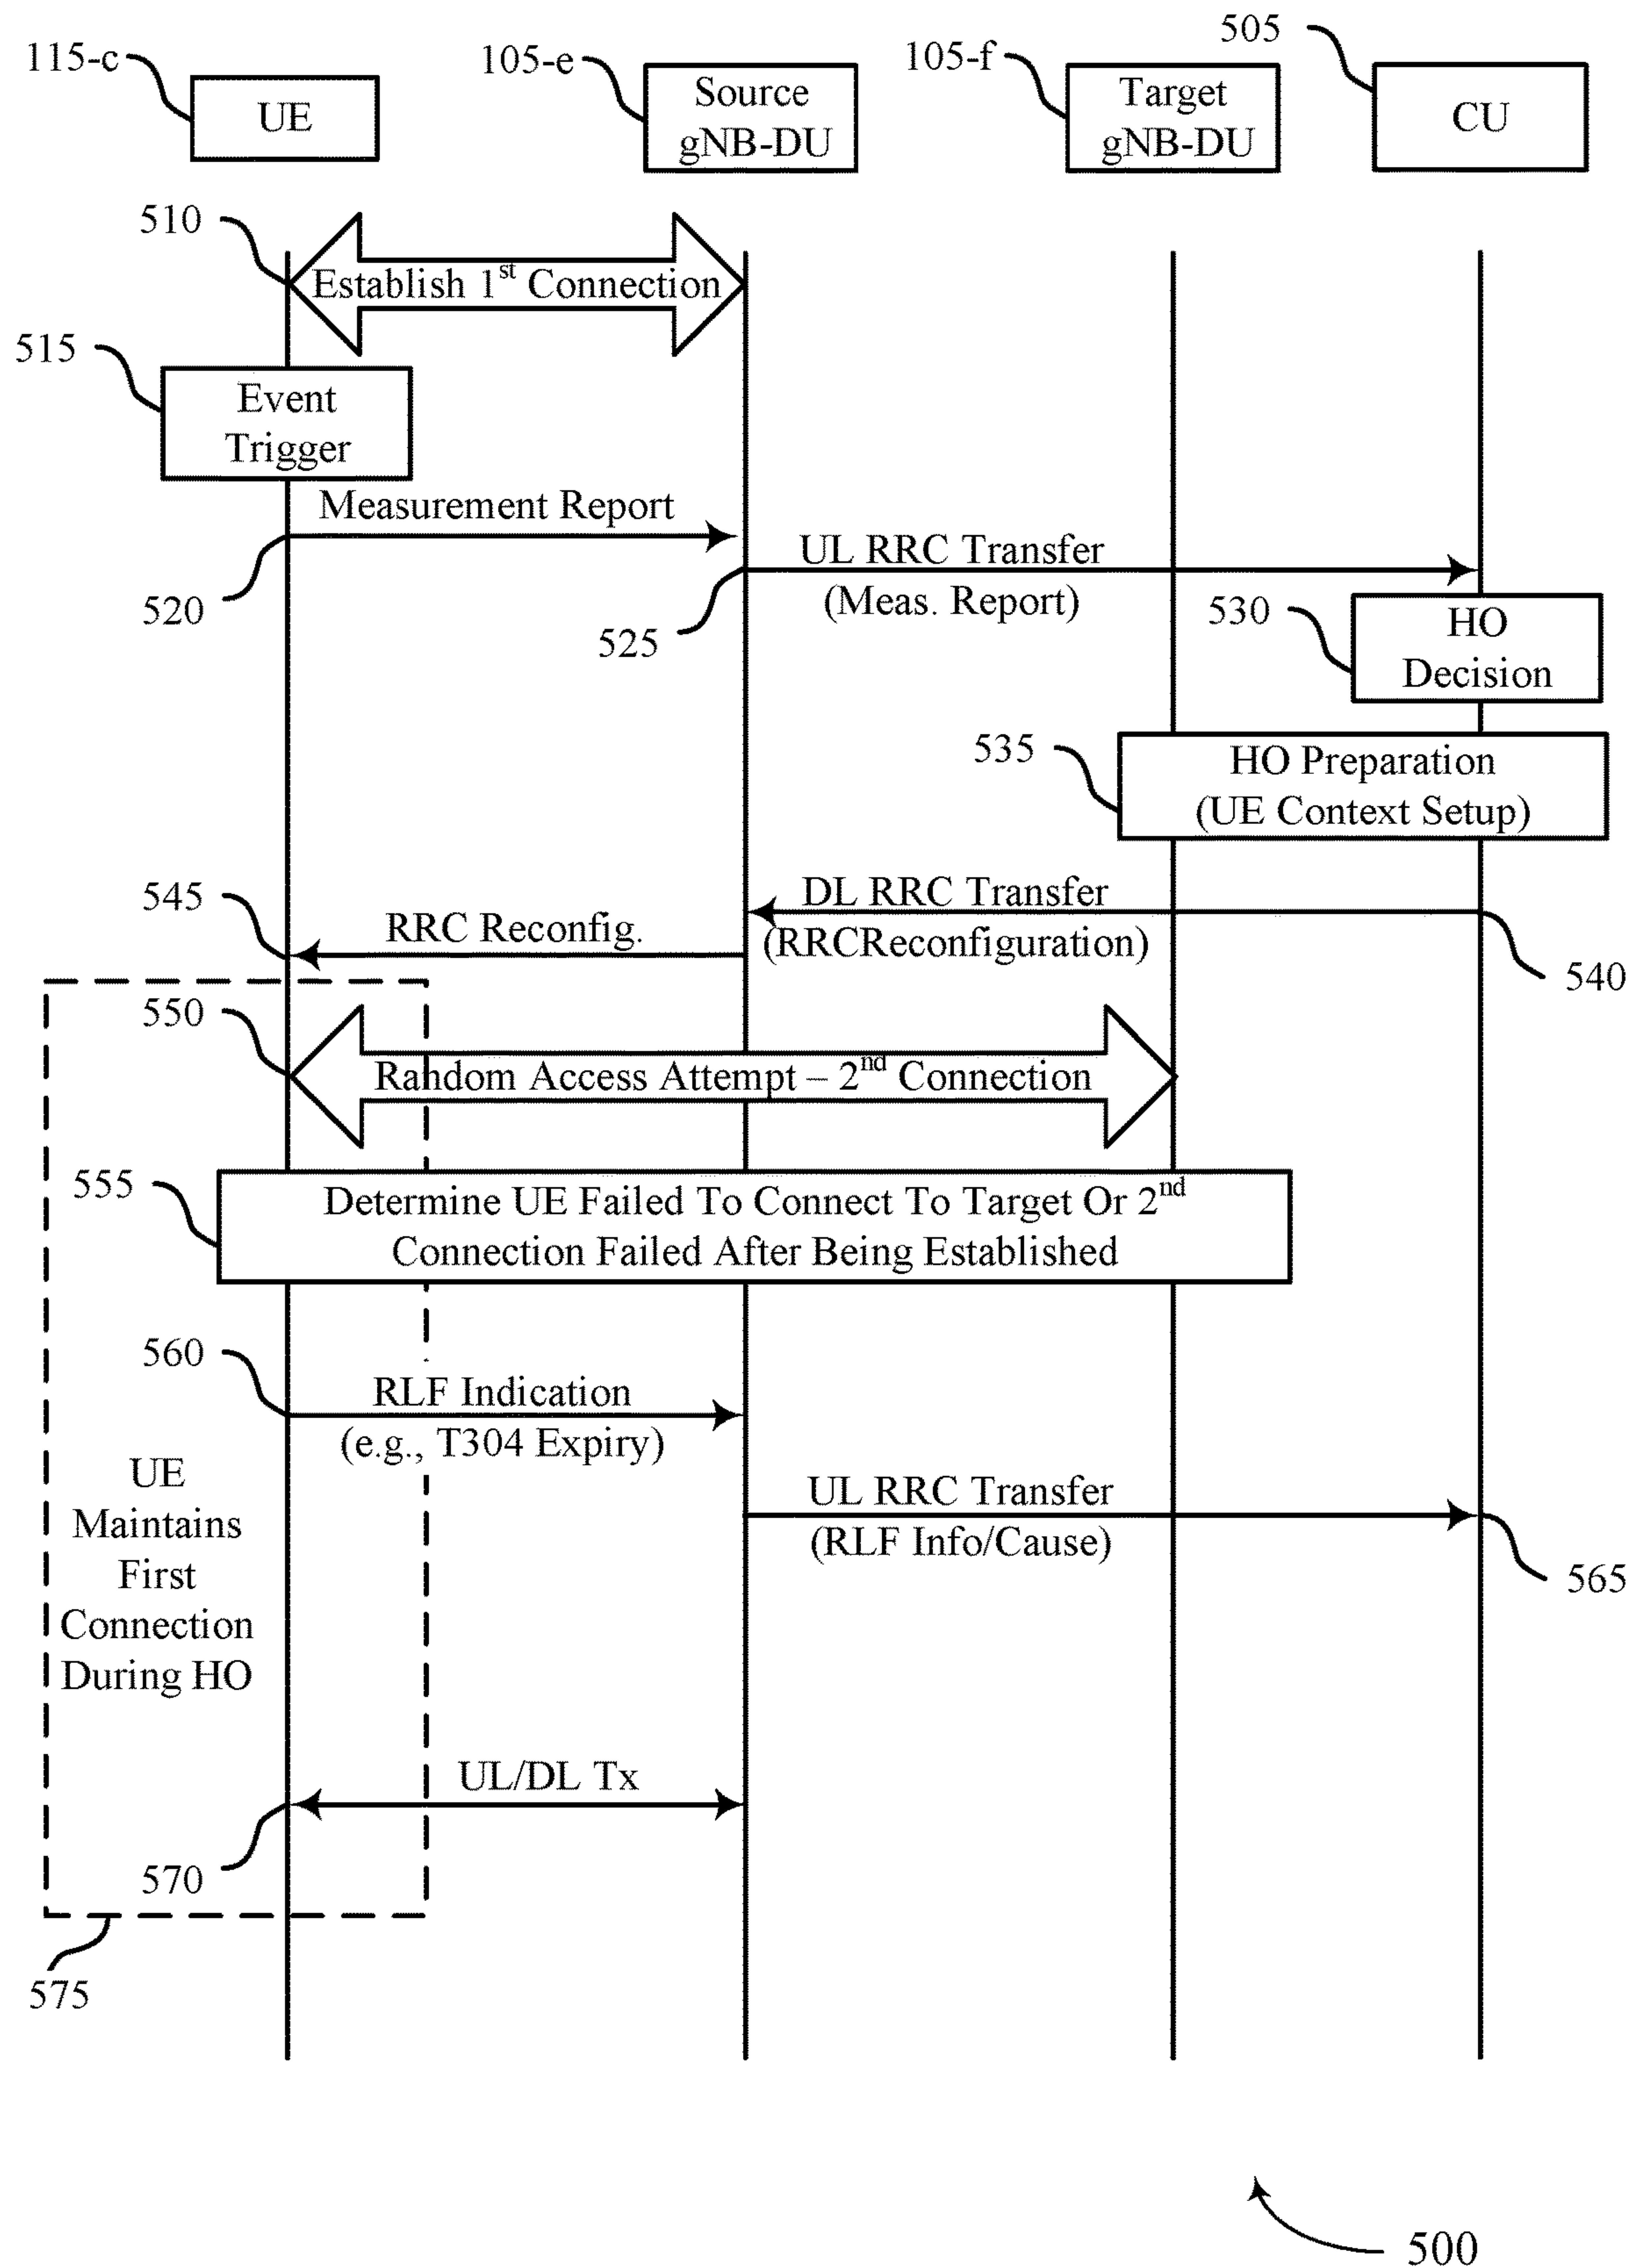 505
115-c
105-e
105-f
UE
Source
gNB-DU
Target
gNB-DU
CU
510
Establish 1st Connection
515
Event
Trigger
Measurement Report
520
UL RRC Transfer
(Meas. Report)
525
530
HO
Decision
535
HO Preparation
(UE Context Setup)
DL RRC Transfer
(RRCReconfiguration)
540
545
RRC Reconfig.
550
Random Access Attempt – 2nd Connection
555
Determine UE Failed To Connect To Target Or 2nd
Connection Failed After Being Established
560
RLF Indication
(e.g., T304 Expiry)
UL RRC Transfer
(RLF Info/Cause)
565
UE
Maintains
First
Connection
During HO
UL/DL Tx
570
575
500